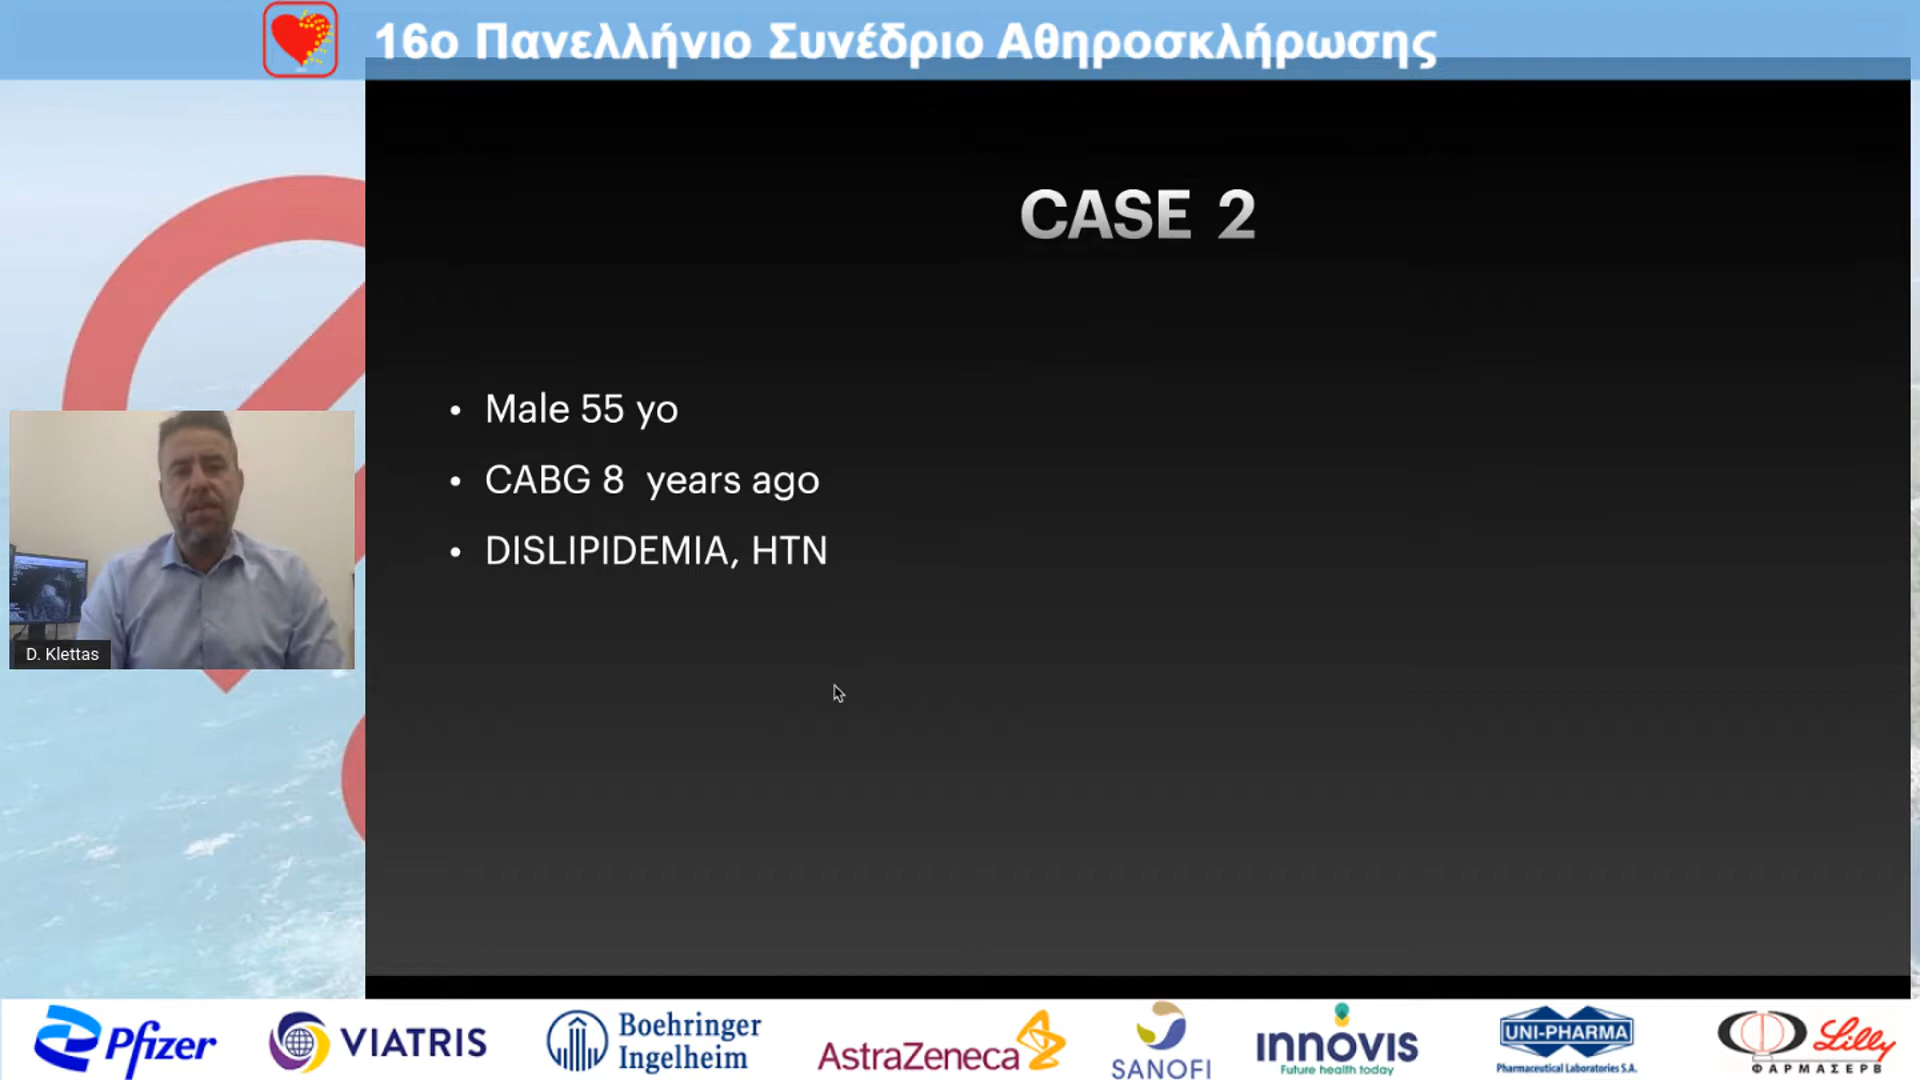 16ο Πανελλήνιο Συνέδριο Αθηροσκλήρωσης
CASE 2
• Male 55 yo
• CABG 8 years ago
• DISLIPIDEMIA, HTN
D. Klettas
Pfizer
VIATRIS
Boehringer
Ingelheim
AstraZeneca
SANOFI
ιnnόvιs
Future health today
UNI-PHARMA
Pharmaceutical Laboratories S.A.
Lilly
ΦΑΡΜΑΣΕΡΒ